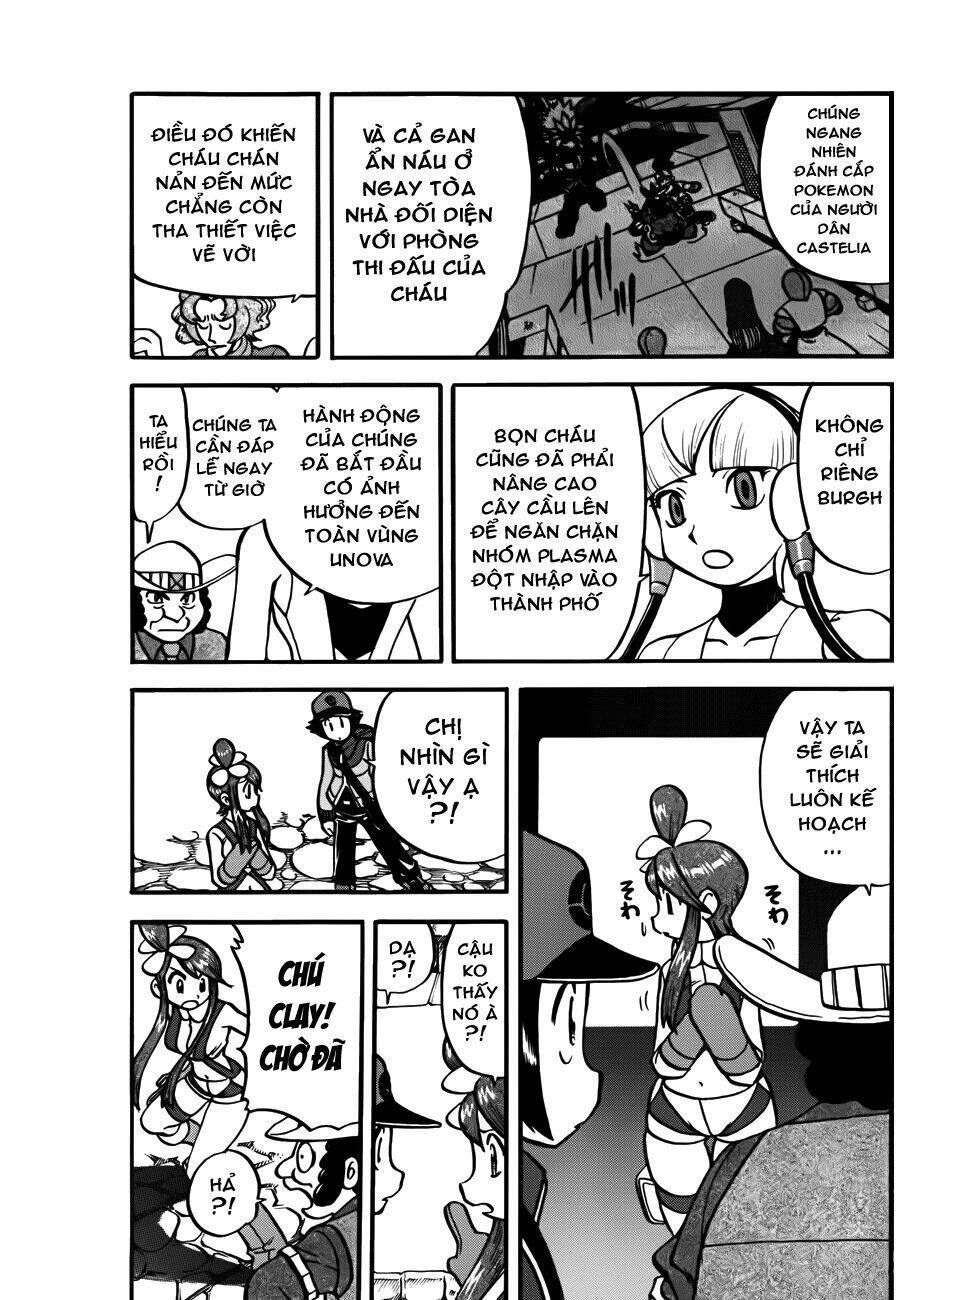 CHÚNG
NGANG
NHIÊN
ĐÁNH CẮP
POKEMON
CỦA NGƯỜI
DÂN
CASTELIA
VÀ CẢ GAN
ẨN NÁU Ở
NGAY TÒA
NHÀ ĐỐI DIỆN
VỚI PHÒNG
THI ĐẤU CỦA
CHÁU
ĐIỀU ĐÓ KHIẾN
CHÁU CHÁN
NẢN ĐẾN MỨC
CHẲNG CÒN
THA THIẾT VIỆC
VẼ VỜI
KHÔNG
CHỈ
RIÊNG
BURGH
BỌN CHÁU
CŨNG ĐÃ PHẢI
NÂNG CAO
CÂY CẦU LÊN
ĐỂ NGĂN CHẶN
NHÓM PLASMA
ĐỘT NHẬP VÀO
THÀNH PHỐ
HÀNH ĐỘNG
CỦA CHÚNG
ĐÃ BẮT ĐẦU
CÓ ẢNH
HƯỞNG ĐẾN
TOÀN VÙNG
UNOVA
CHÚNG TA
CẦN ĐÁP
LỄ NGAY
TỪ GIỜ
TA
HIỂU
RỒI
!
VẬY TA
SẼ GIẢI
THÍCH
LUÔN KẾ
HOẠCH
...
そわ
そわ
CHỊ
NHÌN GÌ
VẬY Ạ
?!
CẬU KO
THẤY
NÓ À
?!
DẠ
?!
CHÚ
CLAY!
CHỜ ĐÃ
HẢ
?!